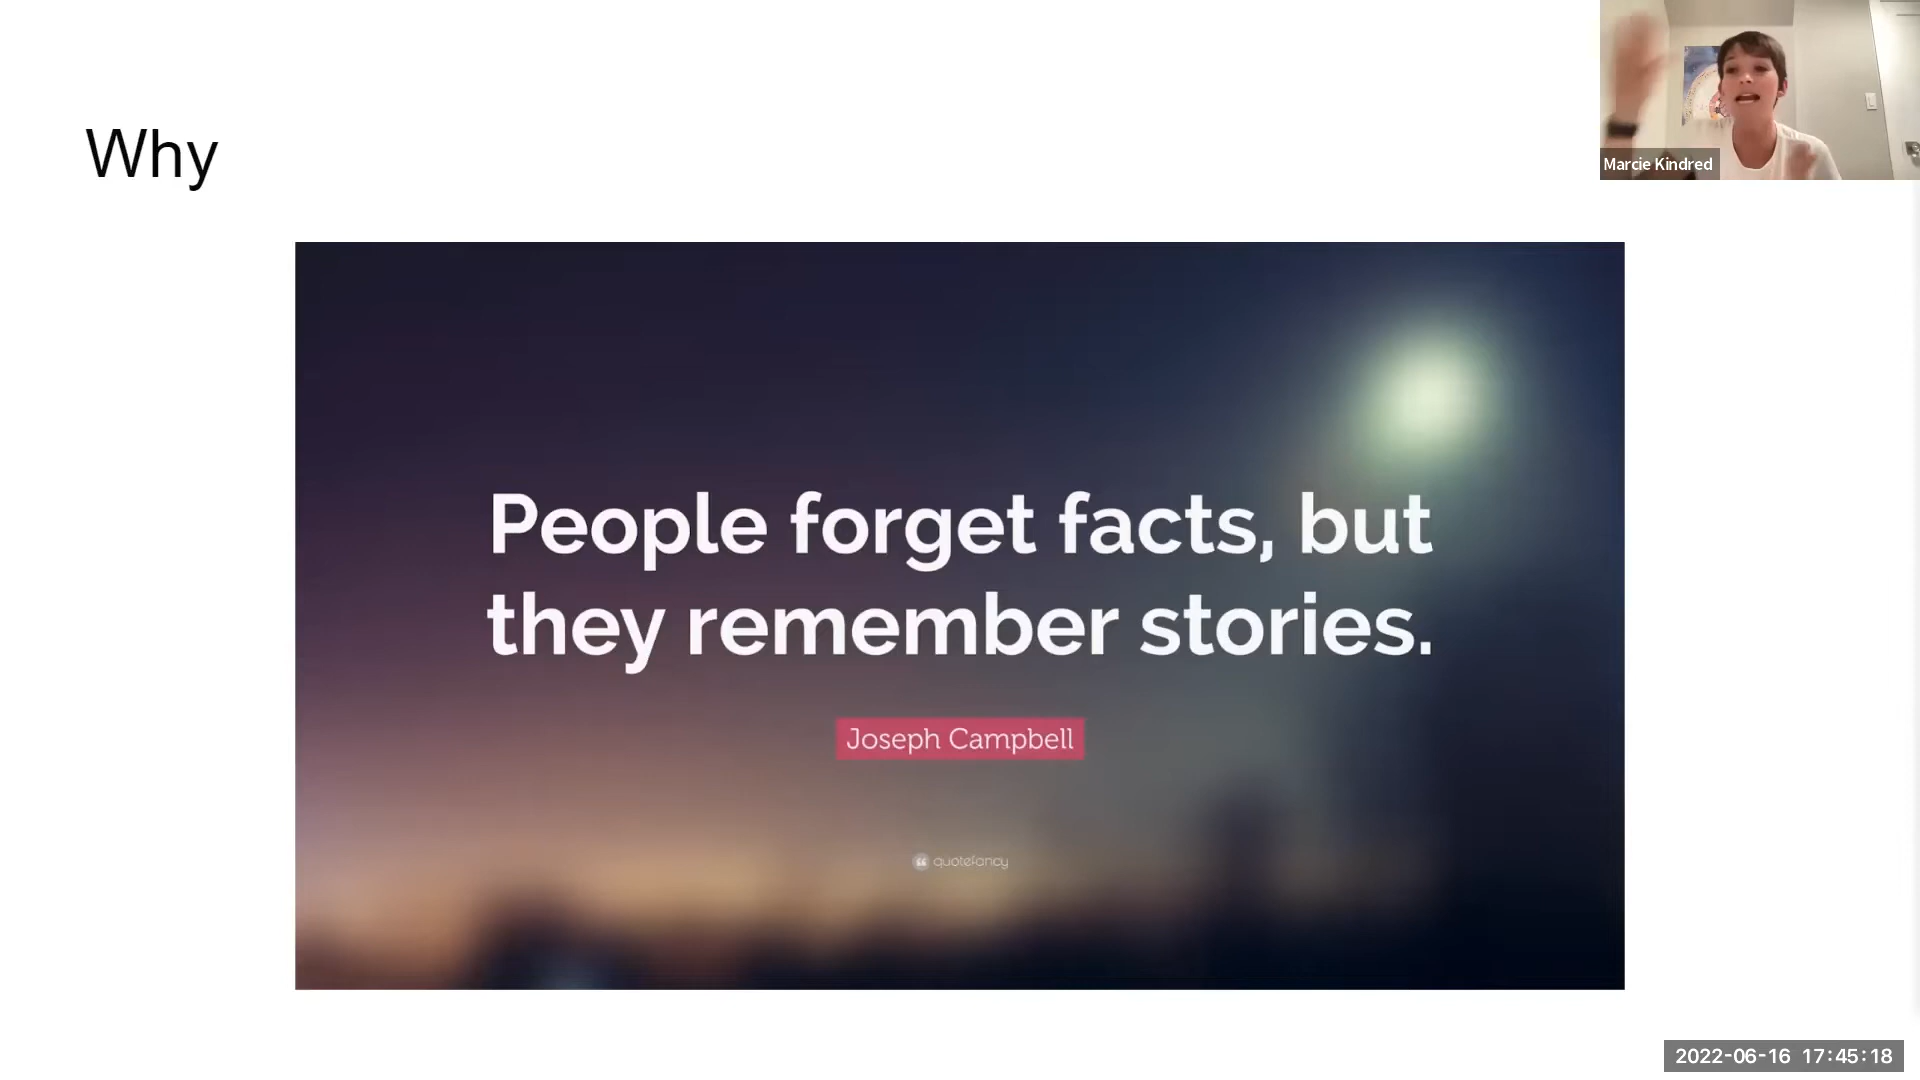 Why
Marcie Kindred
People forget facts, but
they remember stories.
Joseph Campbell
quotefancy
2022-06-16 17:45:18